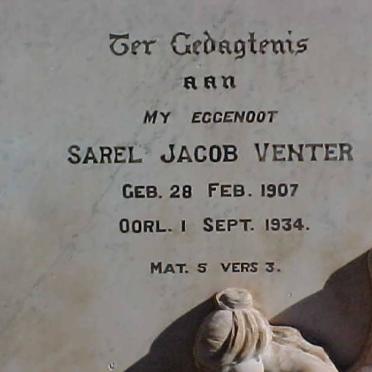 Ter Gedagtenis
AAN
MY EGGENOOT
SAREL JACOB VENTER
GEB. 28 FEB. 1907
OORL. 1 SEPT. 1934.
MAT. 5 VERS 3.